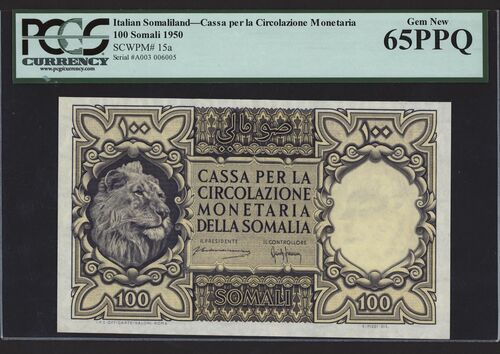 PCGS
CURRENCY
www.pcgscurrency.com
Italian Somaliland—Cassa per la Circolazione Monetaria
100 Somali 1950
SCWPM# 15a
Serial #A003 006005
Gem New
65PPQ
100
صومالي
100
CASSA PER LA
CIRCOLAZIONE
MONETARIA
DELLA SOMALIA
IL PRESIDENTE IL CONTROLLORE
100
SOMALI
100